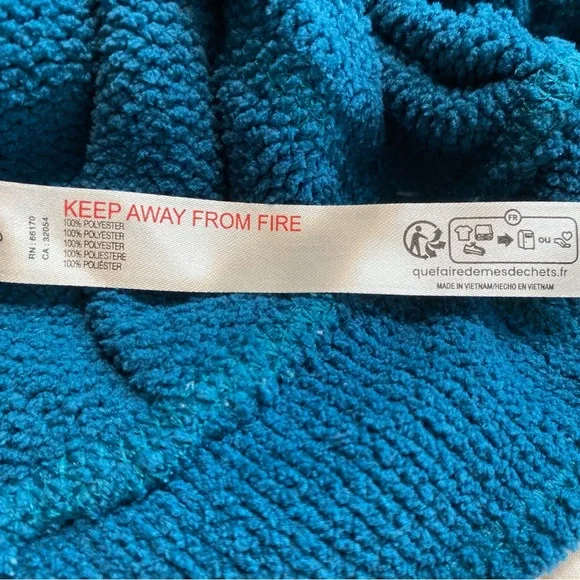 RN : 66170
CA : 32054
KEEP AWAY FROM FIRE
100% POLYESTER
100% POLYESTER
100% POLYESTER
100% POLIESTERE
100% POLIÉSTER
FR
OU
quefairedemesdechets.fr
MADE IN VIETNAM/HECHO EN VIETNAM